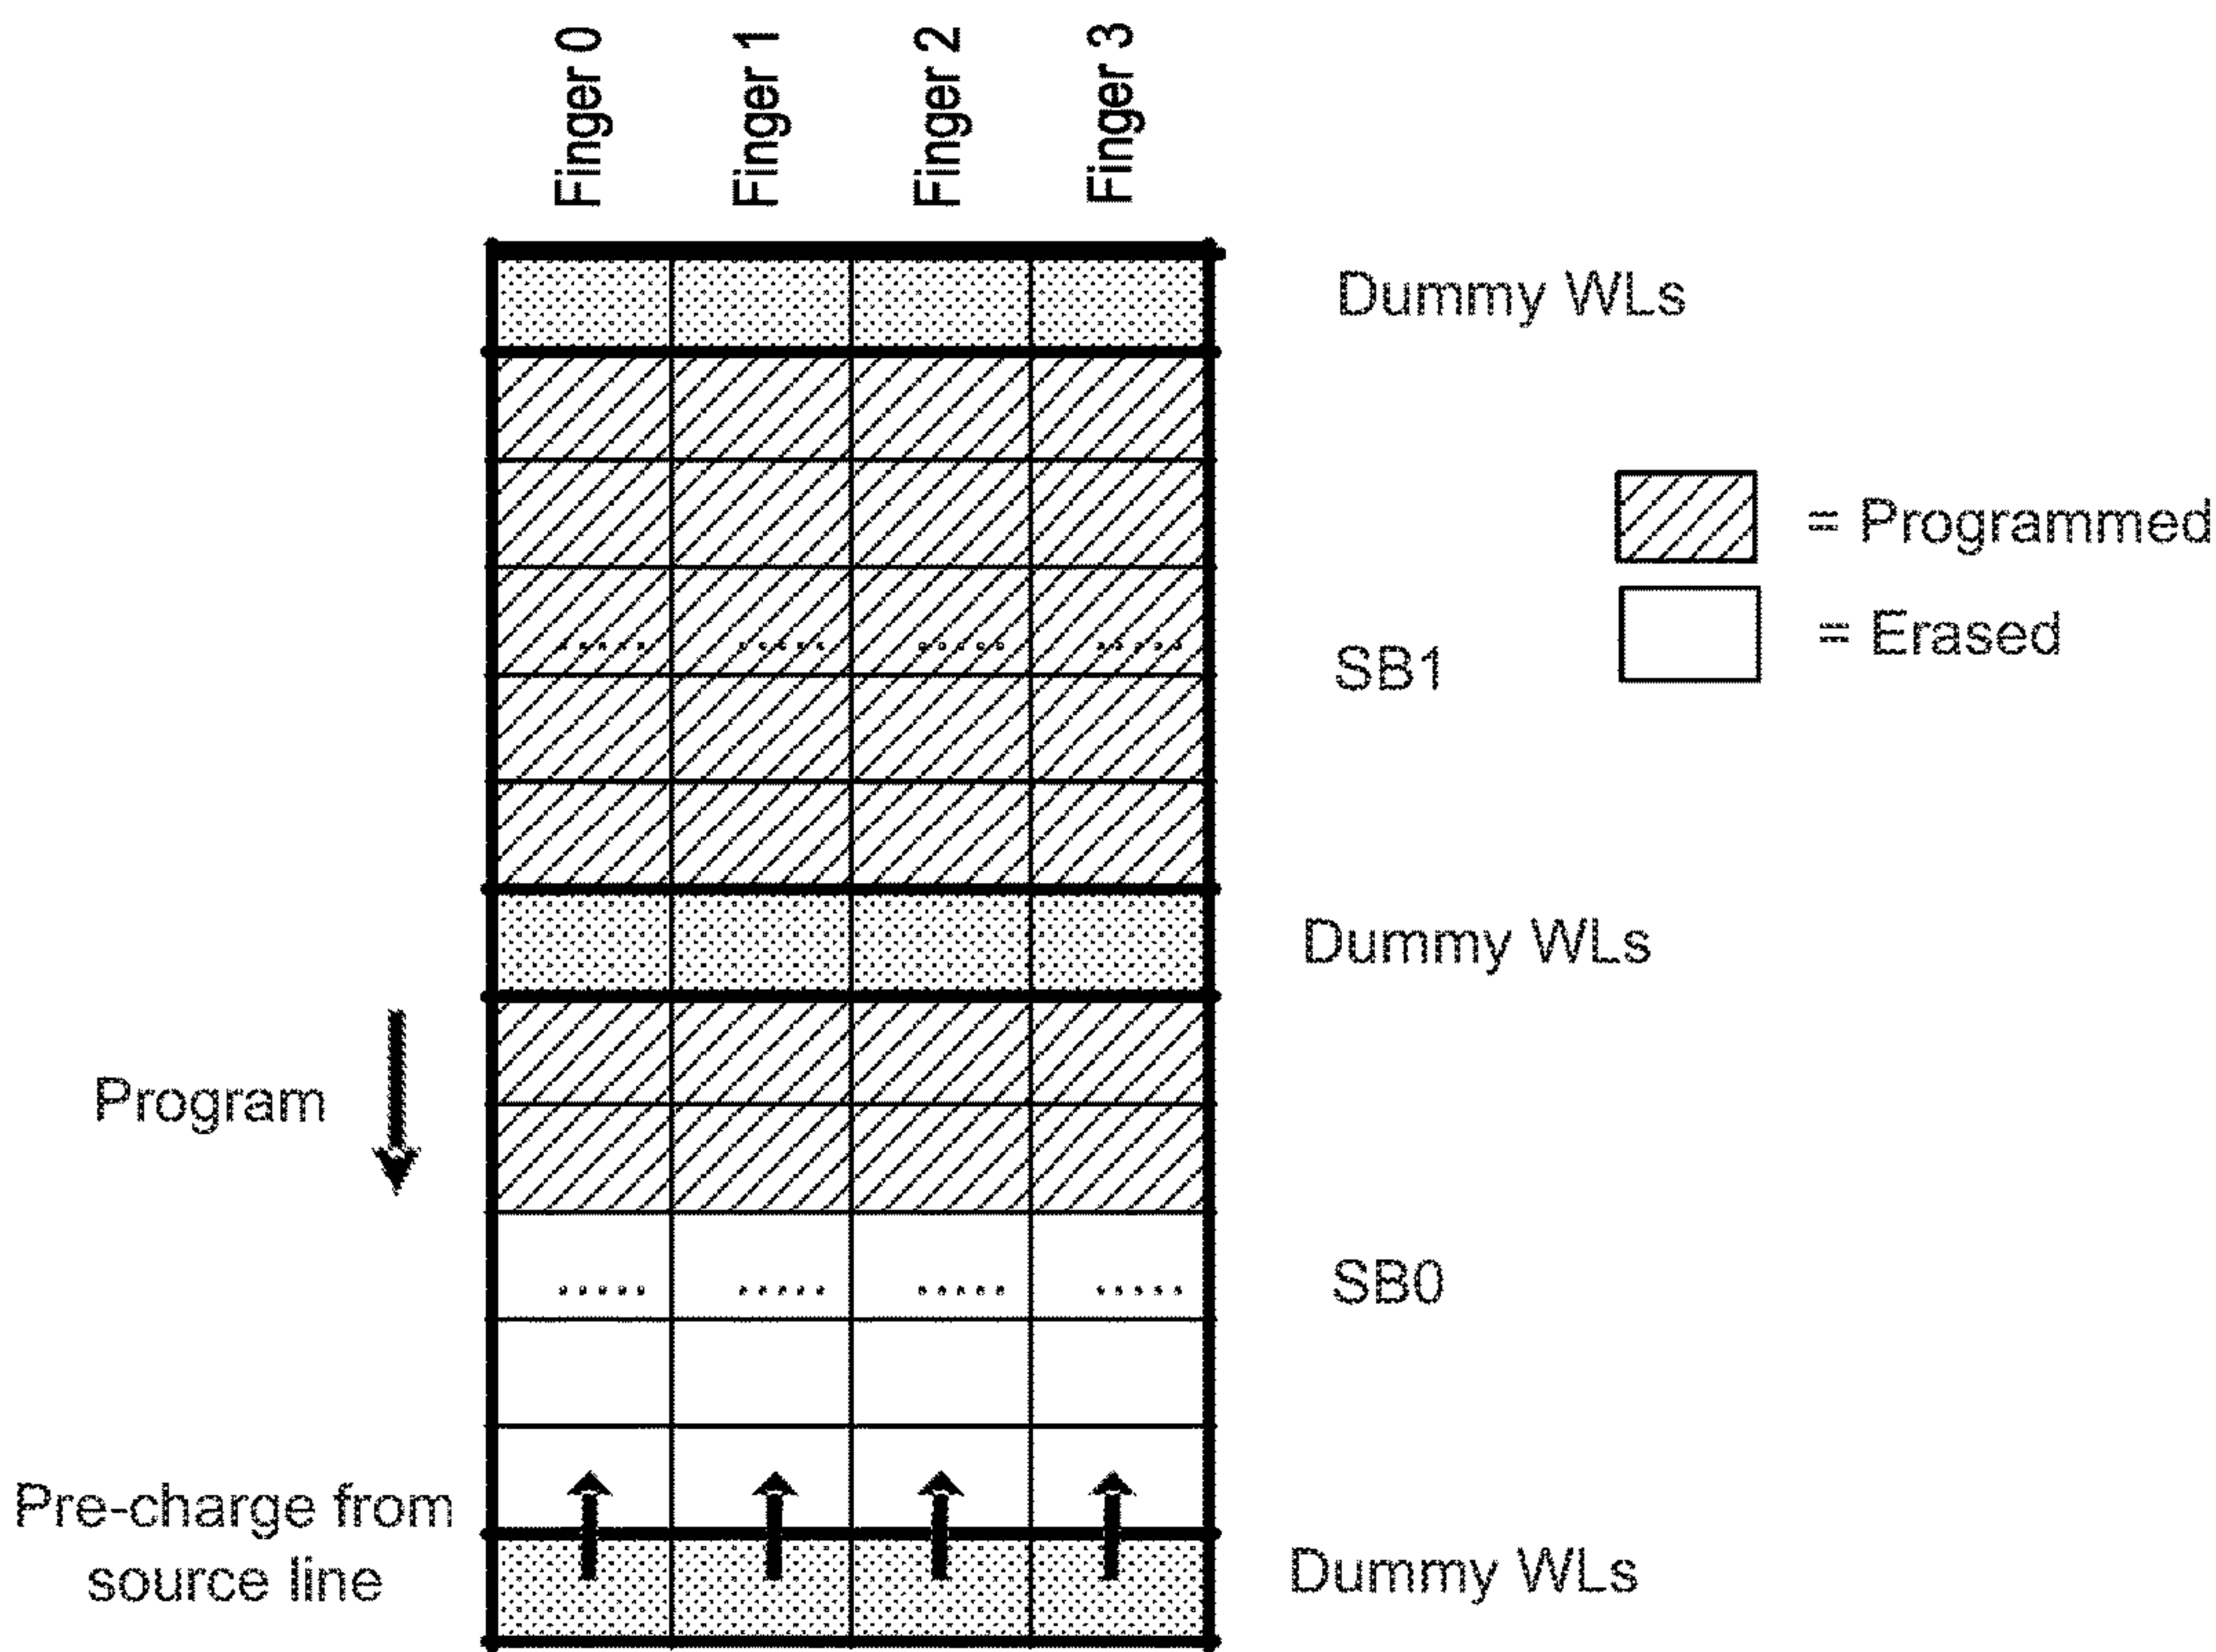 Finger 0
Finger 1
Finger 2
Finger 3
Dummy WLs
= Programmed
= Erased
SB1
Dummy WLs
Program
SB0
Pre-charge from
source line
Dummy WLs